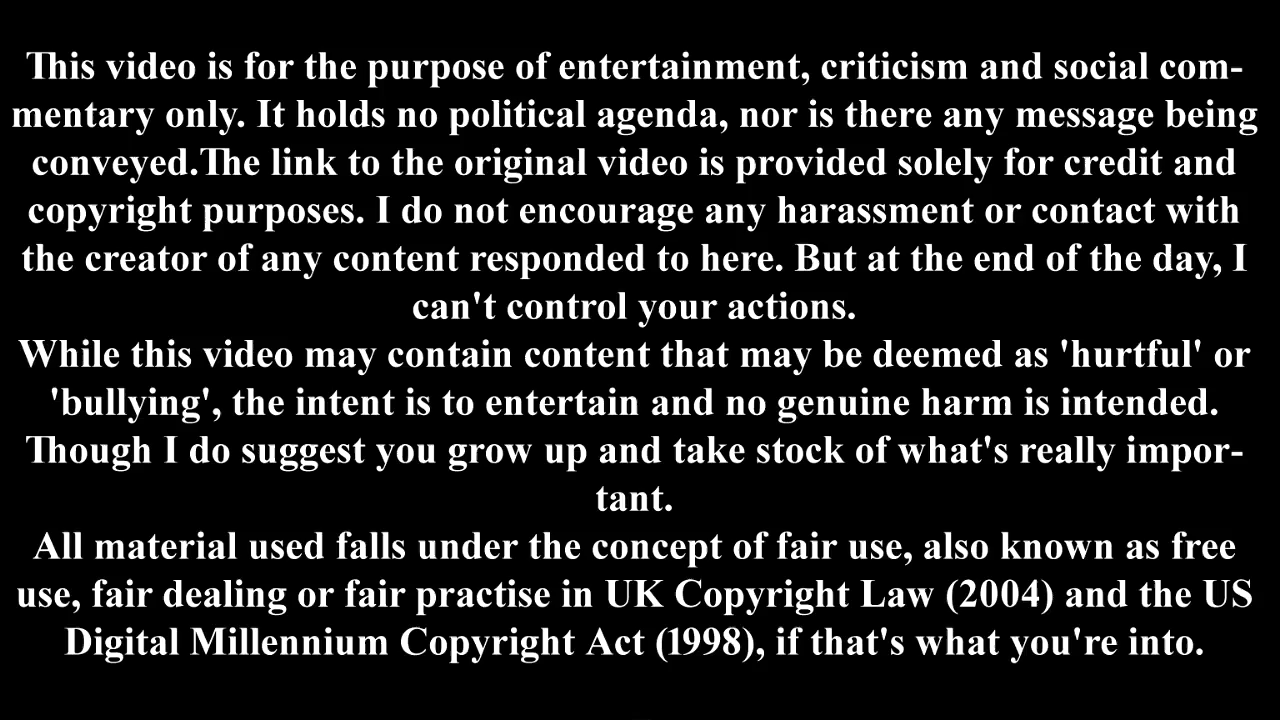 This video is for the purpose of entertainment, criticism and social com-
mentary only. It holds no political agenda, nor is there any message being
conveyed.The link to the original video is provided solely for credit and
copyright purposes. I do not encourage any harassment or contact with
the creator of any content responded to here. But at the end of the day, I
can't control your actions.
While this video may contain content that may be deemed as 'hurtful' or
'bullying', the intent is to entertain and no genuine harm is intended.
Though I do suggest you grow up and take stock of what's really impor-
tant.
All material used falls under the concept of fair use, also known as free
use, fair dealing or fair practise in UK Copyright Law (2004) and the US
Digital Millennium Copyright Act (1998), if that's what you're into.